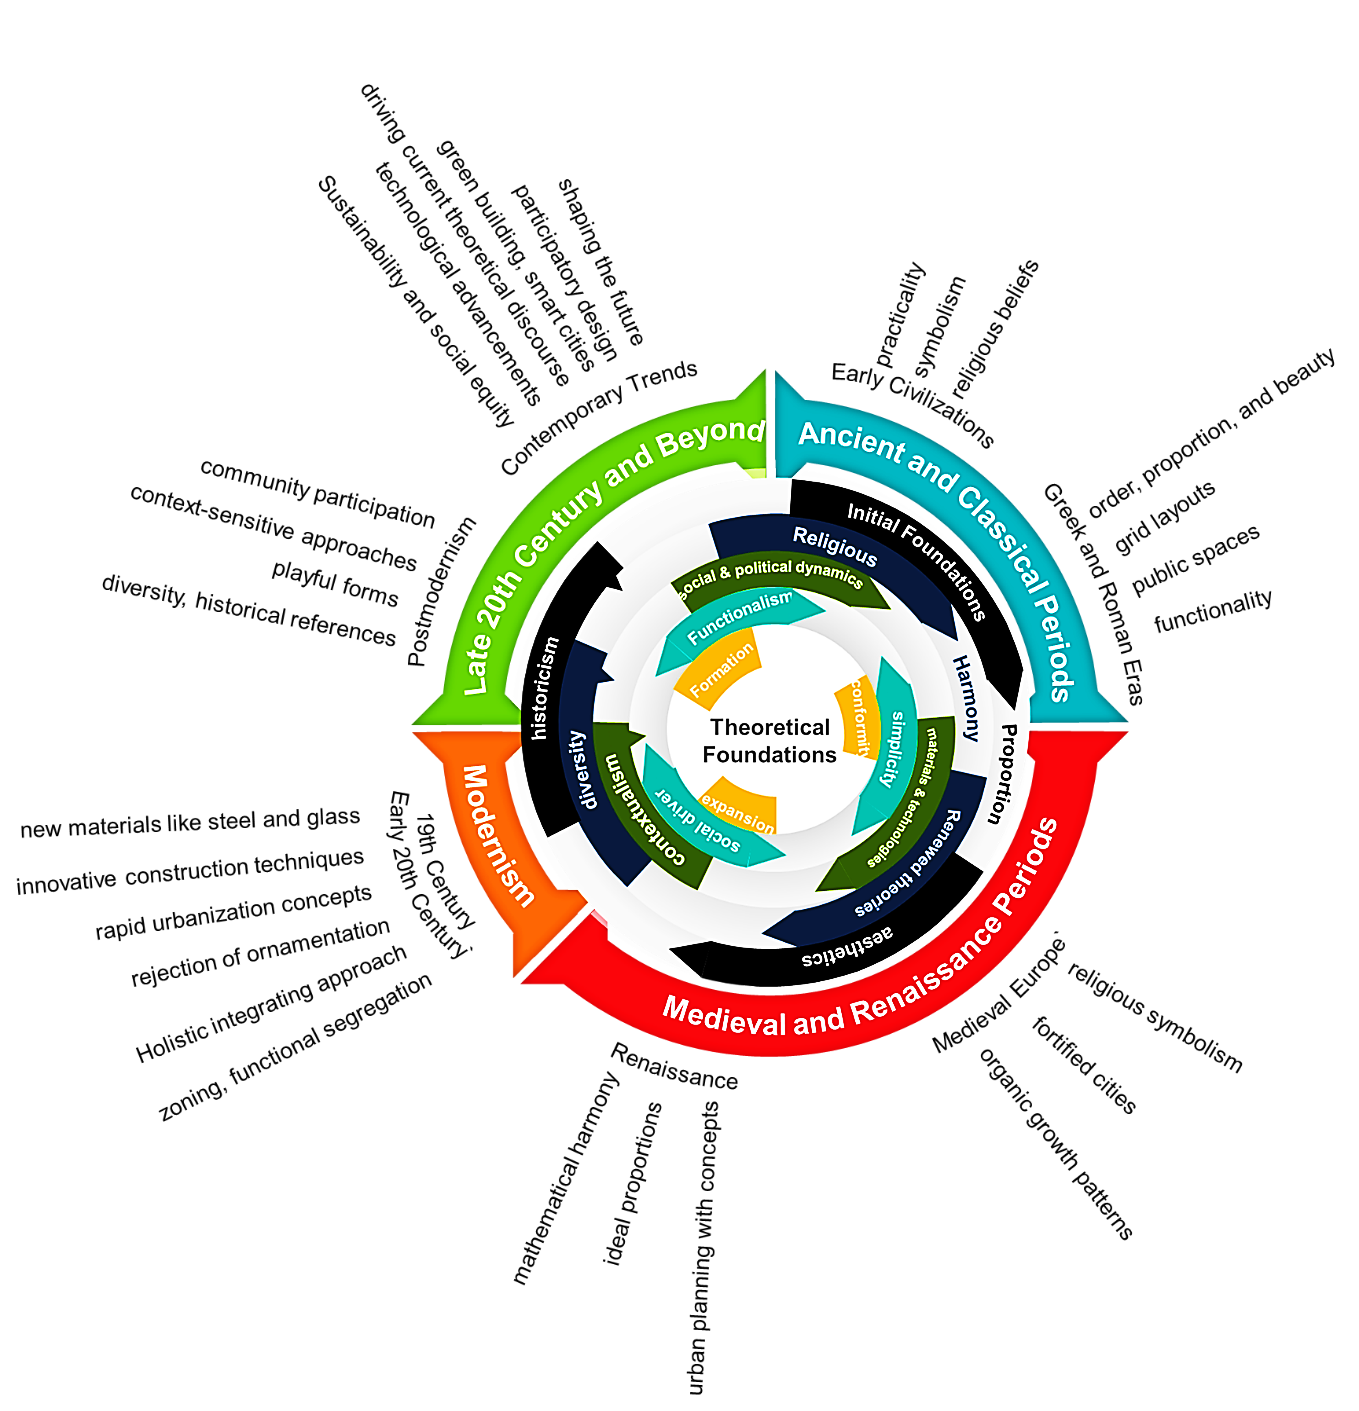 Theoretical
Foundations
Formation
conformity
expansion
Functionalism
simplicity
social driver
social & political dynamics
materials & technologies
contextualism
Religious
Harmony
Renewed theories
diversity
Initial Foundations
Proportion
aesthetics
historicism
Ancient and Classical Periods
Early Civilizations
practicality
symbolism
religious beliefs
Greek and Roman Eras
order, proportion, and beauty
grid layouts
public spaces
functionality
Medieval and Renaissance Periods
Medieval Europe`
religious symbolism
fortified cities
organic growth patterns
Renaissance
urban planning with concepts
ideal proportions
mathematical harmony
Modernism
19th Century
Early 20th Century`
new materials like steel and glass
innovative construction techniques
rapid urbanization concepts
rejection of ornamentation
Holistic integrating approach
zoning, functional segregation
Late 20th Century and Beyond
Postmodernism
community participation
context-sensitive approaches
playful forms
diversity, historical references
Contemporary Trends
Sustainability and social equity
technological advancements
driving current theoretical discourse
green building, smart cities
participatory design
shaping the future